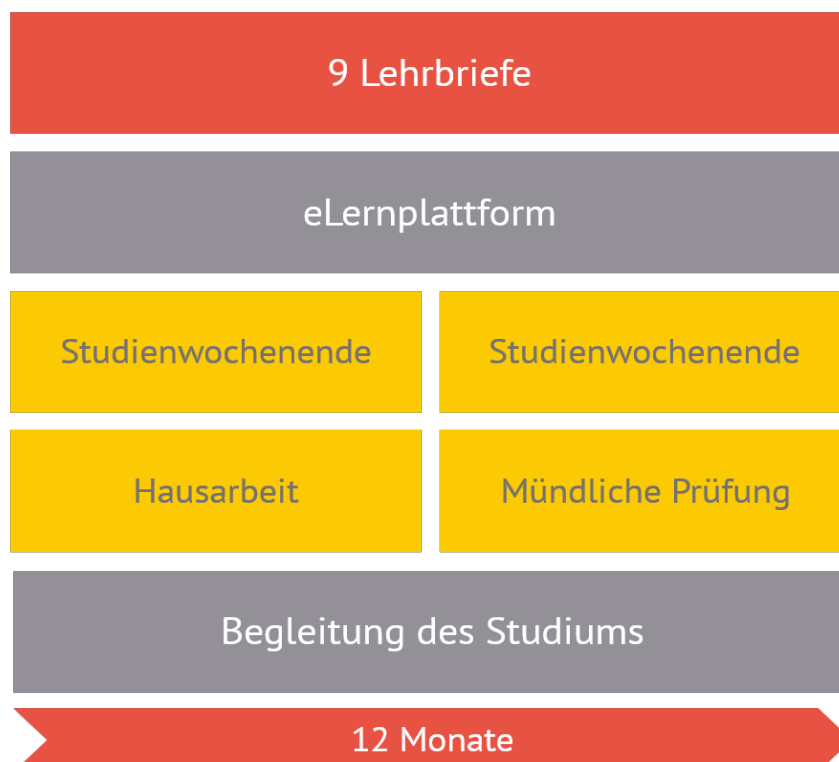 9 Lehrbriefe
eLernplattform
Studienwochenende
Studienwochenende
Hausarbeit
Mündliche Prüfung
Begleitung des Studiums
12 Monate